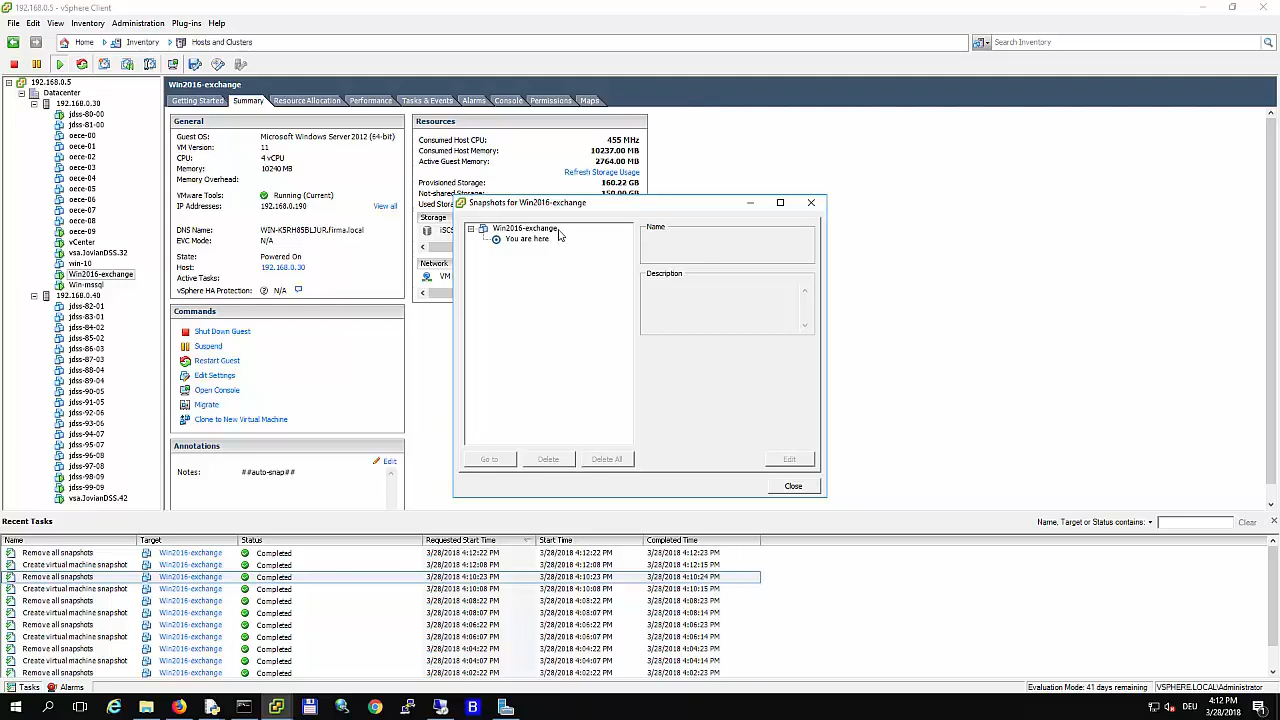 192.168.0.5 - vSphere Client
File Edit View Inventory Administration Plug-ins Help
Home Inventory Hosts and Clusters Search Inventory
192.168.0.5
Datacenter
192.168.0.30
jdss-80-00
jdss-81-00
oece-00
oece-01
oece-02
oece-03
oece-04
oece-05
oece-06
oece-07
oece-08
oece-09
vCenter
vsa.JovianDSS.32
win-10
Win2016-exchange
Win-mssql
192.168.0.40
jdss-82-01
jdss-83-01
jdss-84-02
jdss-85-02
jdss-86-03
jdss-87-03
jdss-88-04
jdss-89-04
jdss-90-05
jdss-91-05
jdss-92-06
jdss-93-06
jdss-94-07
jdss-95-07
jdss-96-08
jdss-97-08
jdss-98-09
jdss-99-09
vsa.JovianDSS.42
Win2016-exchange
Getting Started Summary Resource Allocation Performance Tasks & Events Alarms Console Permissions Maps
General
Guest OS: Microsoft Windows Server 2012 (64-bit)
VM Version: 11
CPU: 4 vCPU
Memory: 10240 MB
Memory Overhead:
VMware Tools: Running (Current)
IP Addresses: 192.168.0.190 View all
DNS Name: WIN-K5RH85BLJUR.firma.local
EVC Mode: N/A
State: Powered On
Host: 192.168.0.30
Active Tasks:
vSphere HA Protection: N/A
Commands
Shut Down Guest
Suspend
Restart Guest
Edit Settings
Open Console
Migrate
Clone to New Virtual Machine
Annotations
Edit
Notes: ##auto-snap##
Resources
Consumed Host CPU: 455 MHz
Consumed Host Memory: 10237.00 MB
Active Guest Memory: 2764.00 MB
Refresh Storage Usage
Provisioned Storage: 160.22 GB
Not-shared Storage:
Used Stor
Storage
iSCS
Network
VM
Snapshots for Win2016-exchange
Win2016-exchange
You are here
Name
Description
Go to Delete Delete All Edit
Close
Recent Tasks
Name, Target or Status contains: Clear
Name Target Status Requested Start Time Start Time Completed Time
Remove all snapshots Win2016-exchange Completed 3/28/2018 4:12:22 PM 3/28/2018 4:12:22 PM 3/28/2018 4:12:23 PM
Create virtual machine snapshot Win2016-exchange Completed 3/28/2018 4:12:08 PM 3/28/2018 4:12:08 PM 3/28/2018 4:12:15 PM
Remove all snapshots Win2016-exchange Completed 3/28/2018 4:10:23 PM 3/28/2018 4:10:23 PM 3/28/2018 4:10:24 PM
Create virtual machine snapshot Win2016-exchange Completed 3/28/2018 4:10:08 PM 3/28/2018 4:10:08 PM 3/28/2018 4:10:15 PM
Remove all snapshots Win2016-exchange Completed 3/28/2018 4:08:22 PM 3/28/2018 4:08:22 PM 3/28/2018 4:08:23 PM
Create virtual machine snapshot Win2016-exchange Completed 3/28/2018 4:08:07 PM 3/28/2018 4:08:07 PM 3/28/2018 4:08:14 PM
Remove all snapshots Win2016-exchange Completed 3/28/2018 4:06:22 PM 3/28/2018 4:06:22 PM 3/28/2018 4:06:23 PM
Create virtual machine snapshot Win2016-exchange Completed 3/28/2018 4:06:07 PM 3/28/2018 4:06:07 PM 3/28/2018 4:06:14 PM
Remove all snapshots Win2016-exchange Completed 3/28/2018 4:04:22 PM 3/28/2018 4:04:22 PM 3/28/2018 4:04:23 PM
Create virtual machine snapshot Win2016-exchange Completed 3/28/2018 4:04:07 PM 3/28/2018 4:04:07 PM 3/28/2018 4:04:14 PM
Remove all snapshots Win2016-exchange Completed 3/28/2018 4:02:22 PM 3/28/2018 4:02:22 PM 3/28/2018 4:02:23 PM
Tasks Alarms Evaluation Mode: 41 days remaining VSPHERE.LOCAL\Administrator
DEU 4:12 PM
3/28/2018